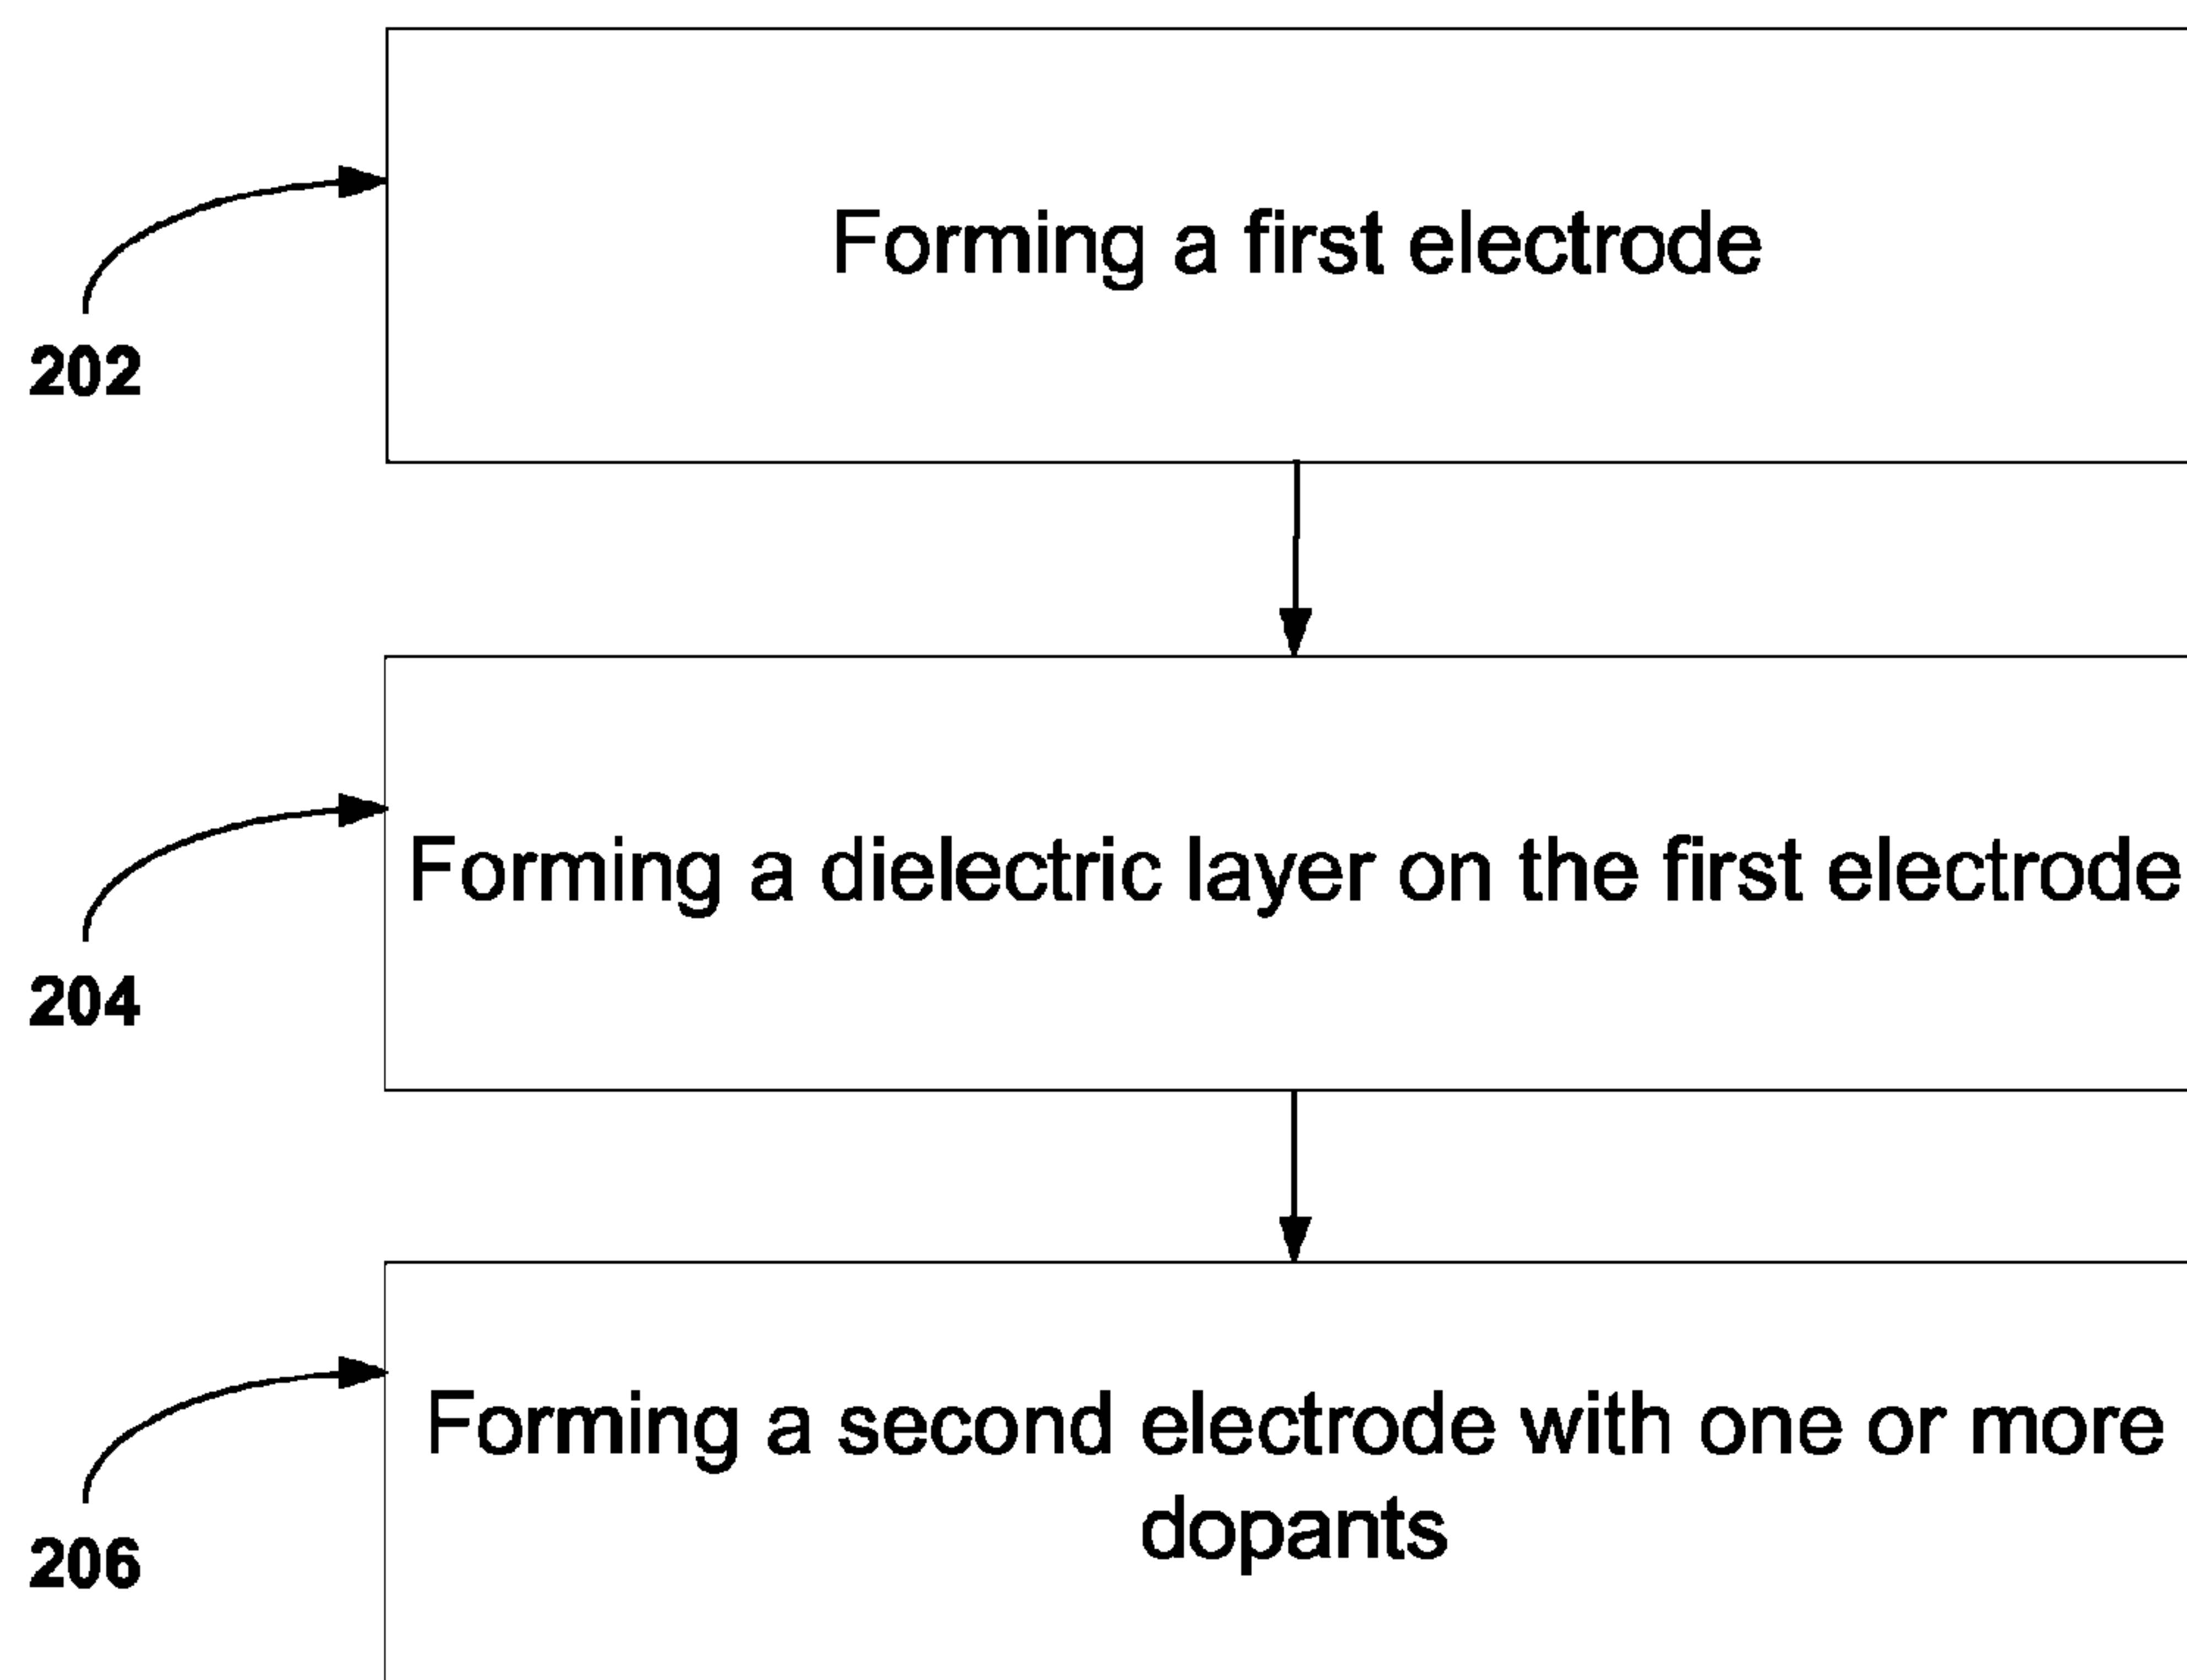 Forming a first electrode
202
Forming a dielectric layer on the first electrode
204
Forming a second electrode with one or more
dopants
206